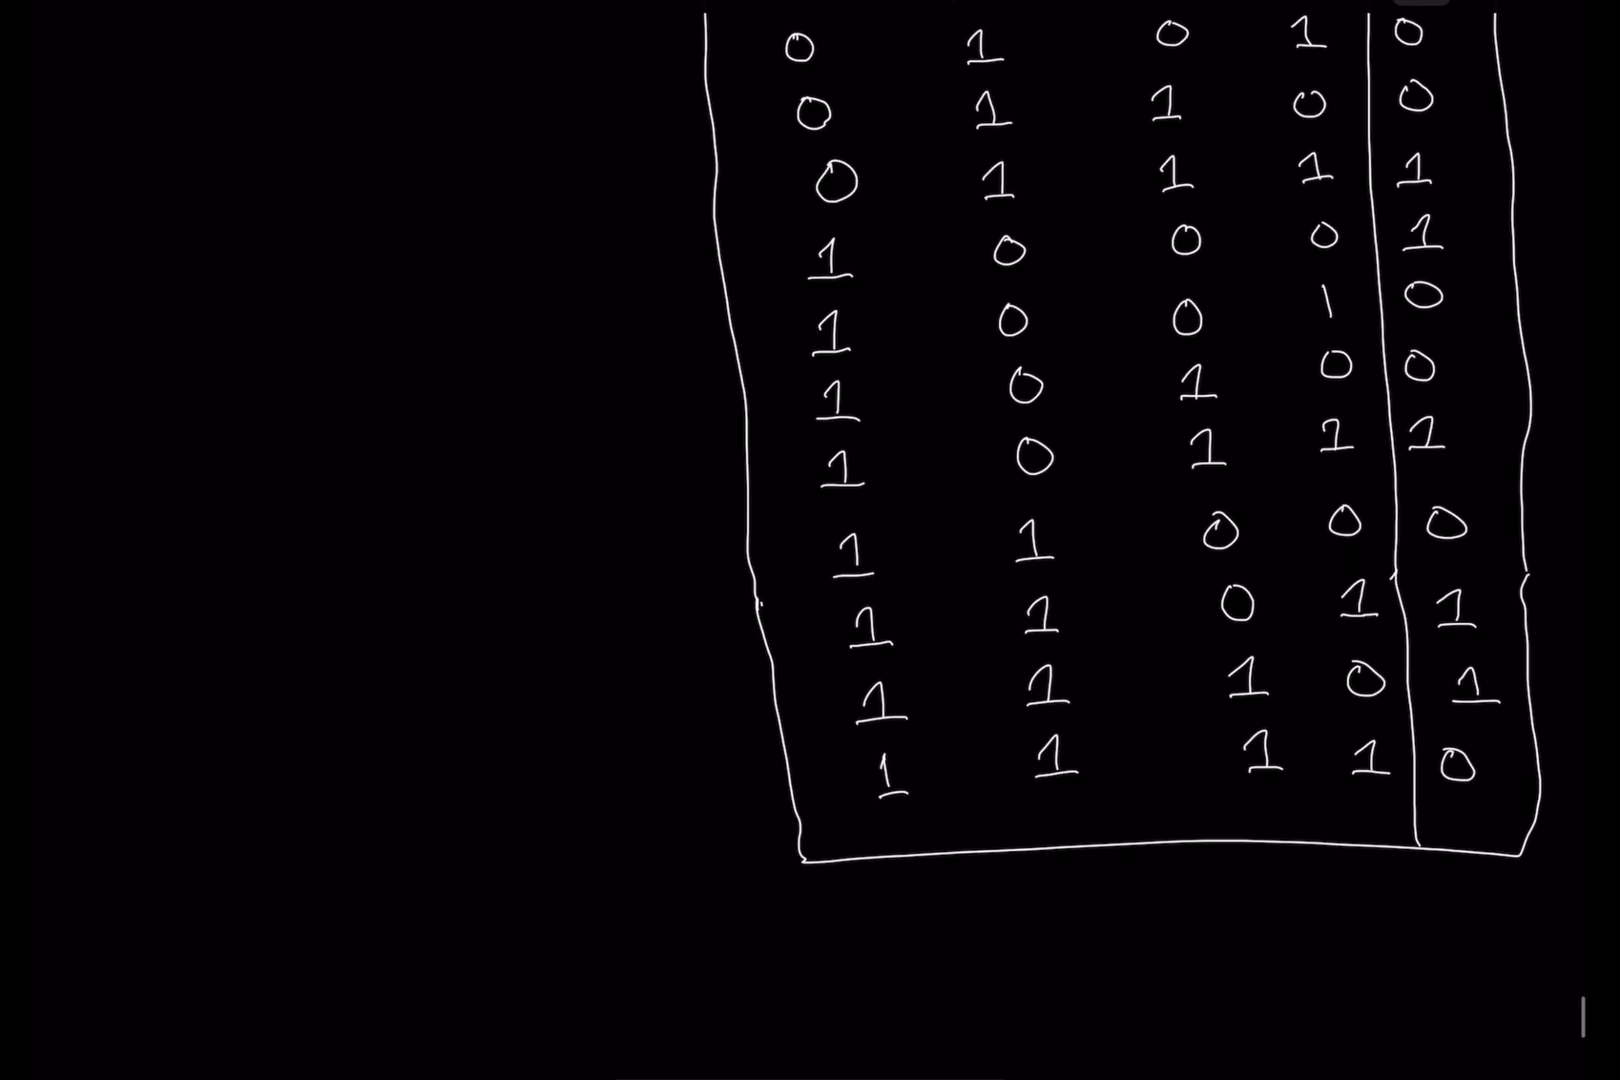 0 1 0 1 0
0 1 1 0 0
0 1 1 1 1
1 0 0 0 1
1 0 0 1 0
1 0 1 0 0
1 0 1 1 1
1 1 0 0 0
1 1 0 1 1
1 1 1 0 1
1 1 1 1 0